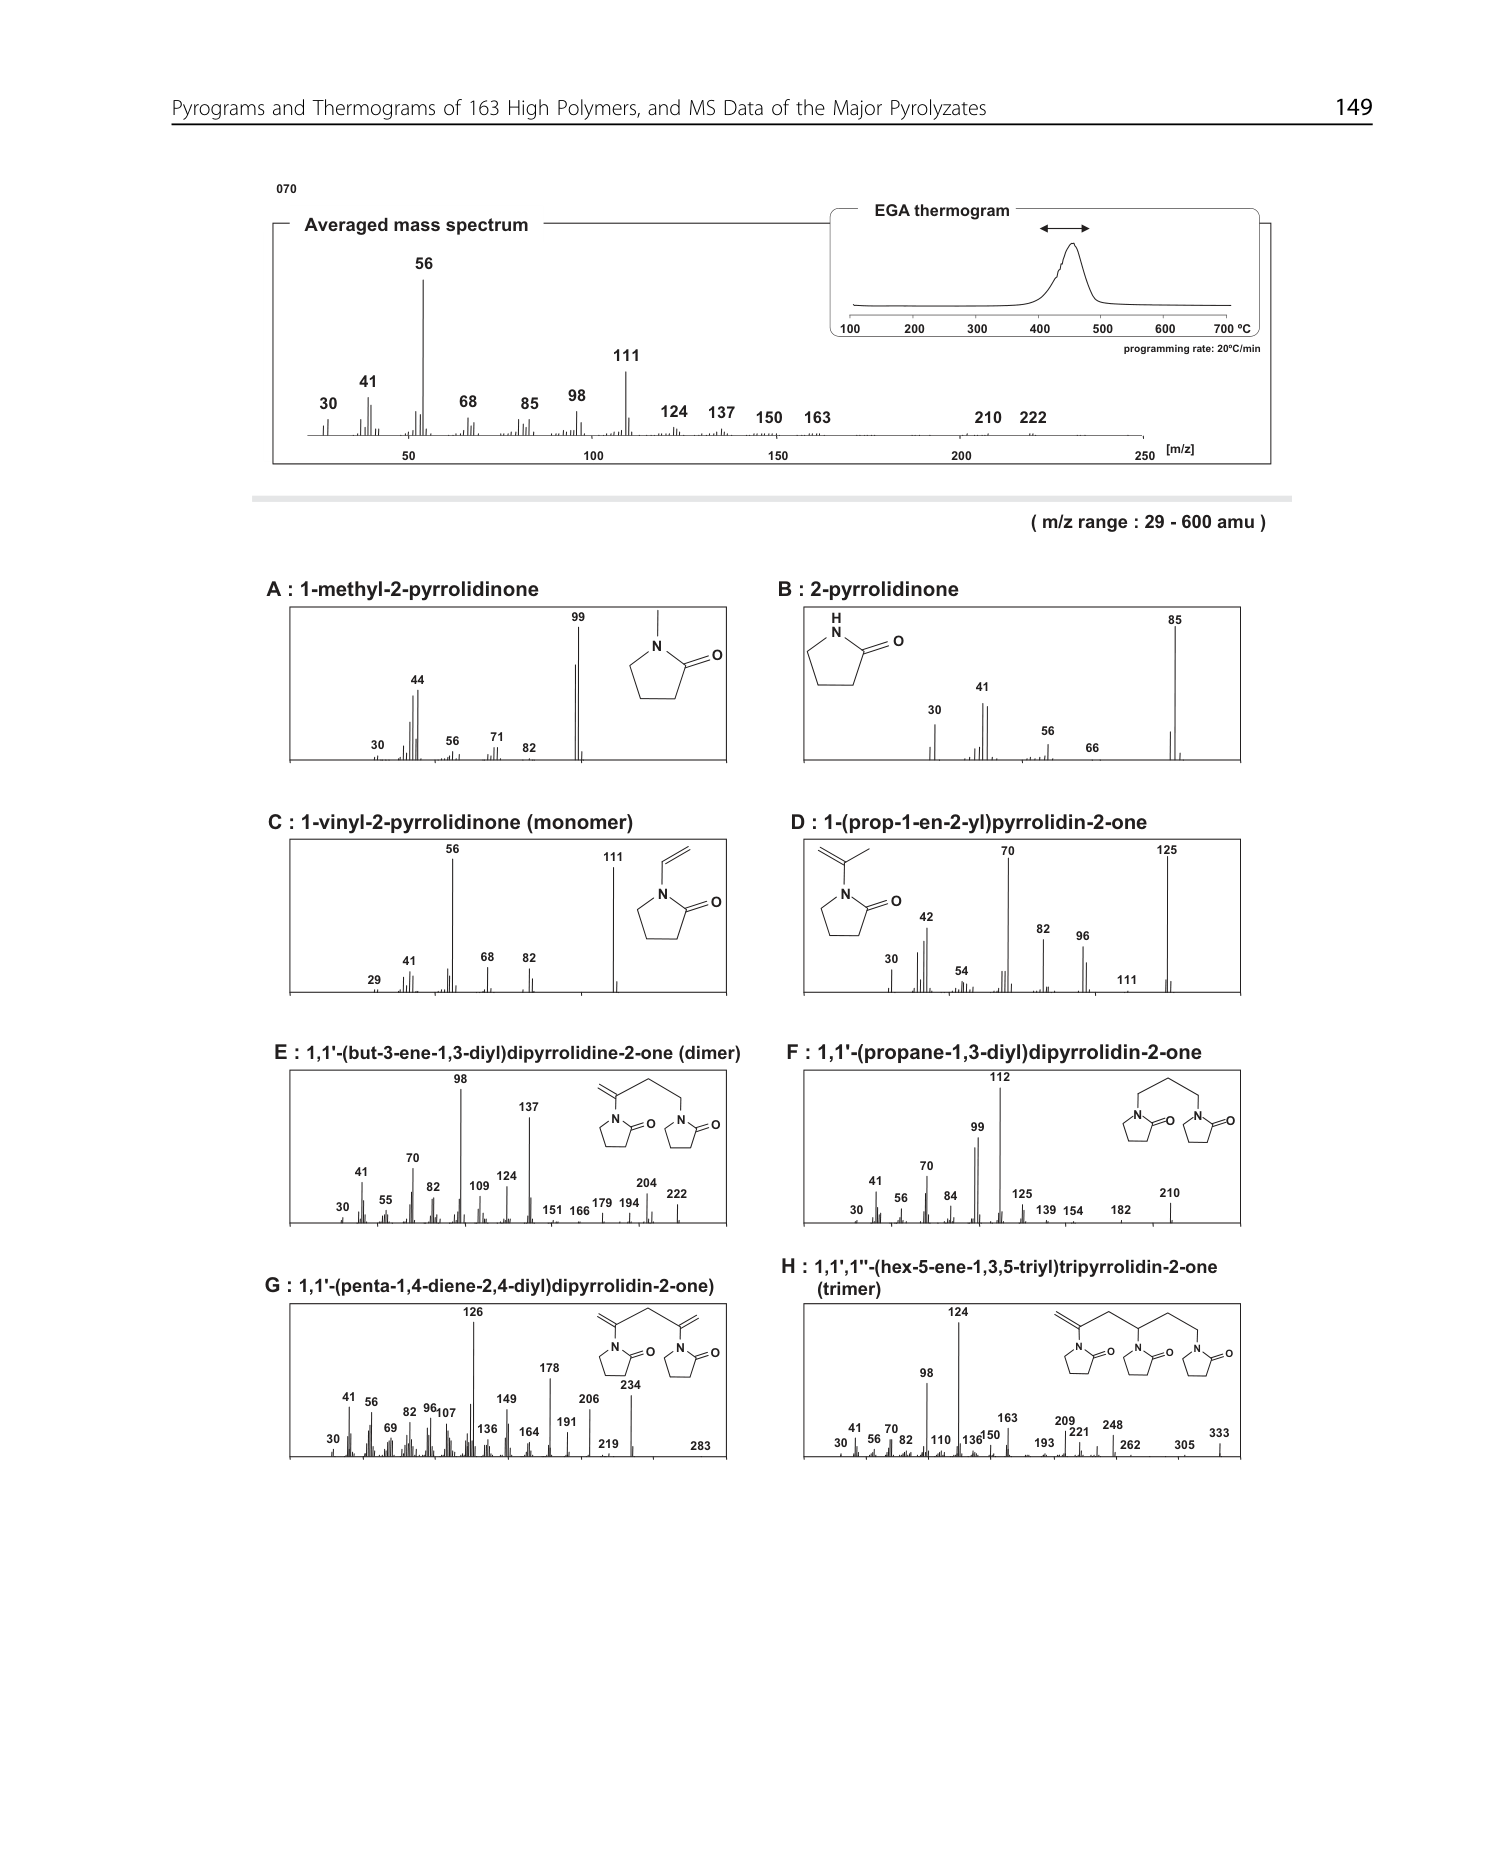 Pyrograms and Thermograms of 163 High Polymers, and MS Data of the Major Pyrolyzates 149
070
Averaged mass spectrum
EGA thermogram
100 200 300 400 500 600 700 ºC
programming rate: 20ºC/min
30 41 56 68 85 98 111 124 137 150 163 210 222
50 100 150 200 250 [m/z]
( m/z range : 29 - 600 amu )
A : 1-methyl-2-pyrrolidinone
30 44 56 71 82 99
N O
B : 2-pyrrolidinone
H
N O
30 41 56 66 85
C : 1-vinyl-2-pyrrolidinone (monomer)
29 41 56 68 82 111
N O
D : 1-(prop-1-en-2-yl)pyrrolidin-2-one
N O
30 42 54 70 82 96 111 125
E : 1,1'-(but-3-ene-1,3-diyl)dipyrrolidine-2-one (dimer)
30 41 55 70 82 98 109 124 137 151 166 179 194 204 222
N O N O
F : 1,1'-(propane-1,3-diyl)dipyrrolidin-2-one
30 41 56 70 84 99 112 125 139 154 182 210
N O N O
G : 1,1'-(penta-1,4-diene-2,4-diyl)dipyrrolidin-2-one)
30 41 56 69 82 96 107 126 136 149 164 178 191 206 219 234 283
N O N O
H : 1,1',1"-(hex-5-ene-1,3,5-triyl)tripyrrolidin-2-one
(trimer)
30 41 56 70 82 98 110 124 136 150 163 193 209 221 248 262 305 333
N O N O N O